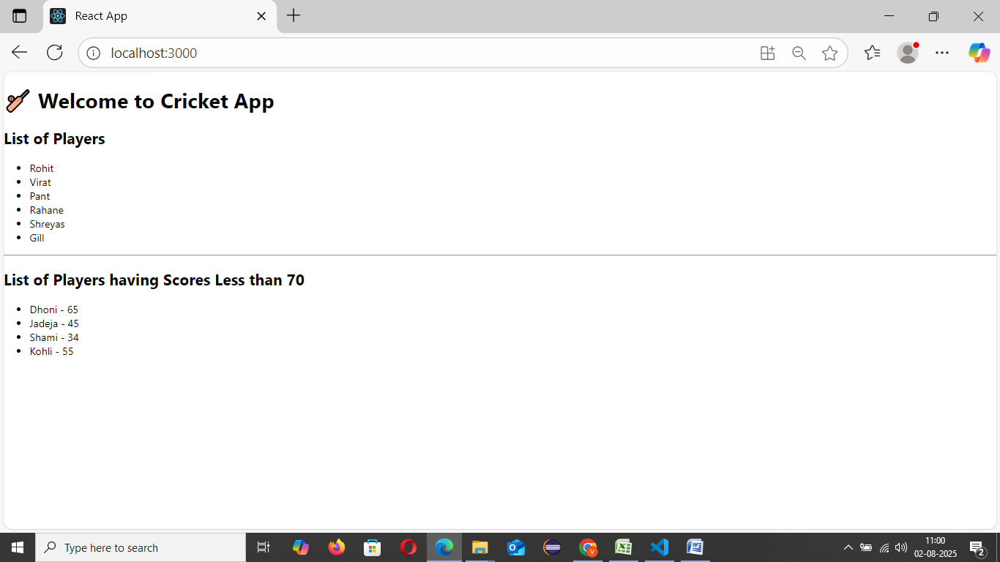 React App
localhost:3000
Welcome to Cricket App
List of Players
Rohit
Virat
Pant
Rahane
Shreyas
Gill
List of Players having Scores Less than 70
Dhoni - 65
Jadeja - 45
Shami - 34
Kohli - 55
Type here to search
11:00
02-08-2025
2